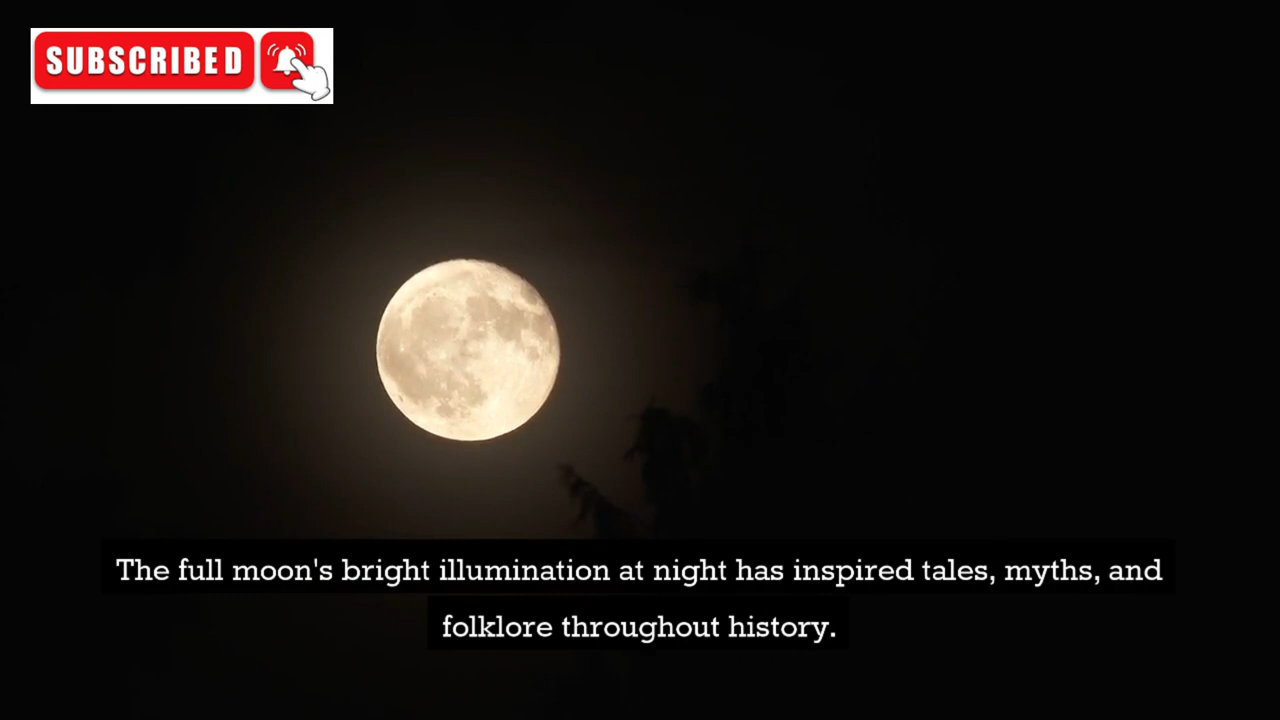 SUBSCRIBED
The full moon's bright illumination at night has inspired tales, myths, and
folklore throughout history.